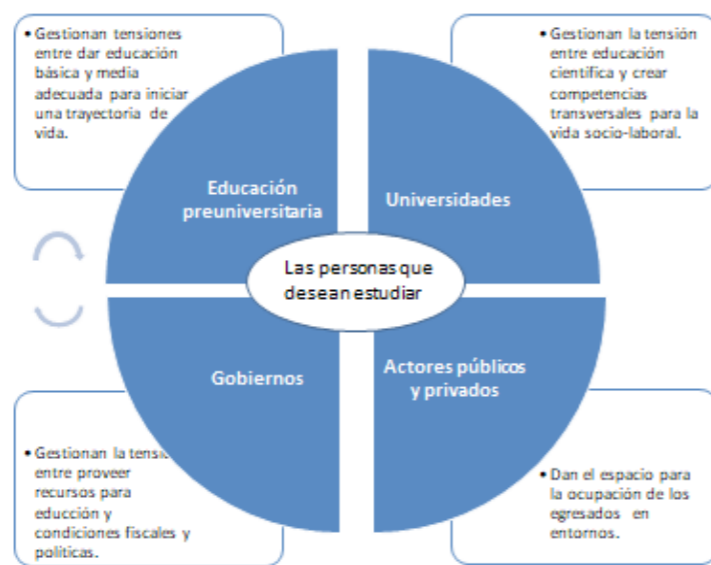 • Gestionan tensiones
entre dar educación
básica y media
adecuada para iniciar
una trayectoria de
vida.
• Gestionan la tensión
entre educación
científica y crear
competencias
transversales para la
vida socio-laboral.
Educación
preuniversitaria
Universidades
Las personas que
desean estudiar
Gobiernos
Actores públicos
y privados
• Gestionan la
entre proveer
recursos para
educción y
condiciones fiscales y
políticas.
• Dan el espacio para
la ocupación de los
egresados en
entornos.